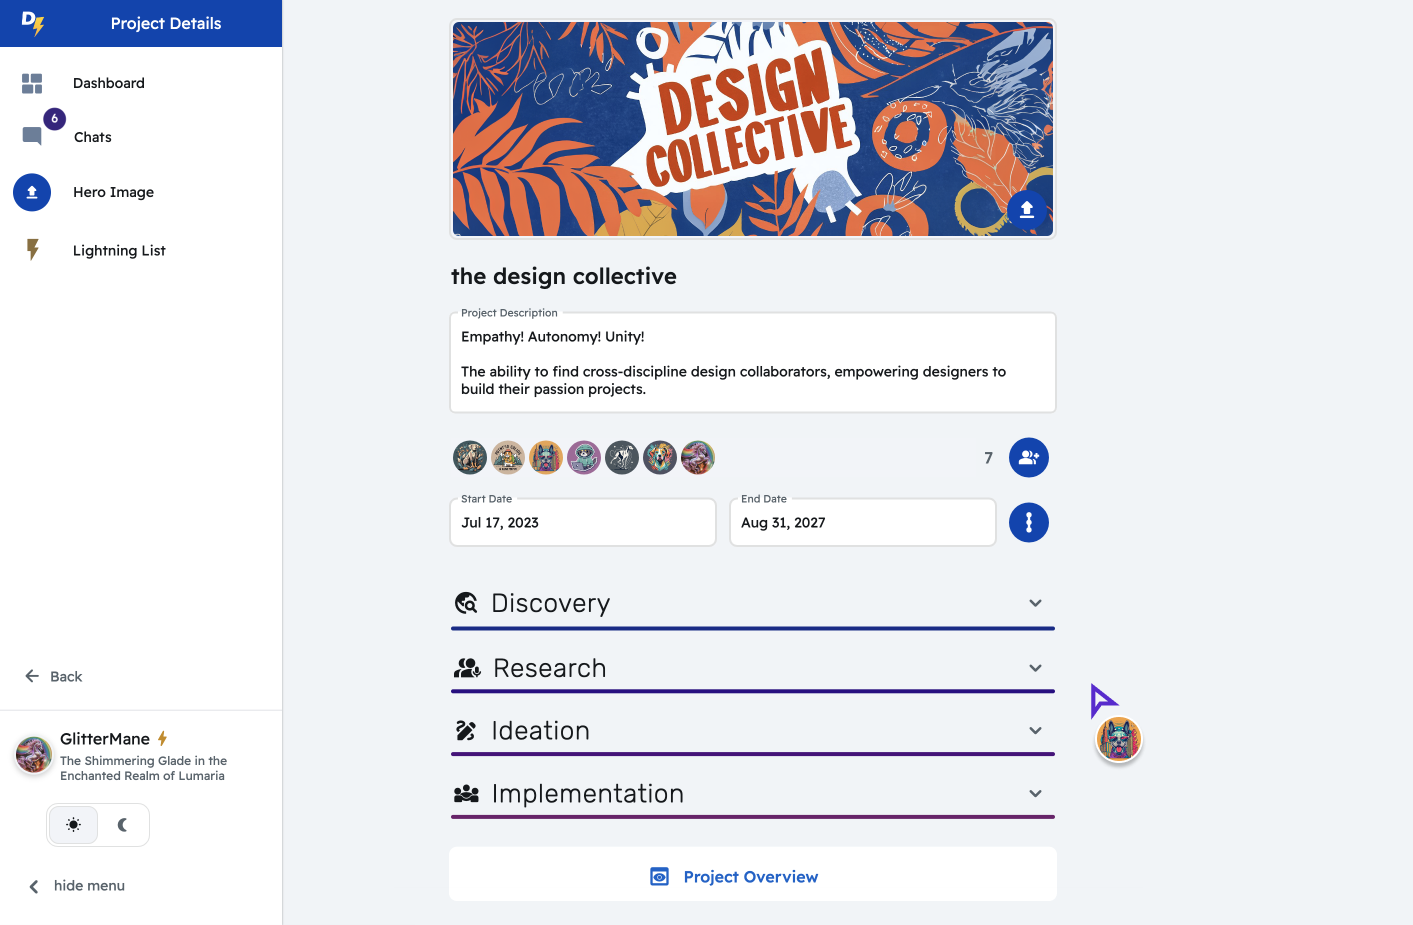 D
Project Details
Dashboard
6
Chats
Hero Image
Lightning List
Back
GlitterMane
The Shimmering Glade in the
Enchanted Realm of Lumaria
hide menu
DESIGN
COLLECTIVE
the design collective
Project Description
Empathy! Autonomy! Unity!
The ability to find cross-discipline design collaborators, empowering designers to
build their passion projects.
7
Start Date
Jul 17, 2023
End Date
Aug 31, 2027
Discovery
Research
Ideation
Implementation
Project Overview